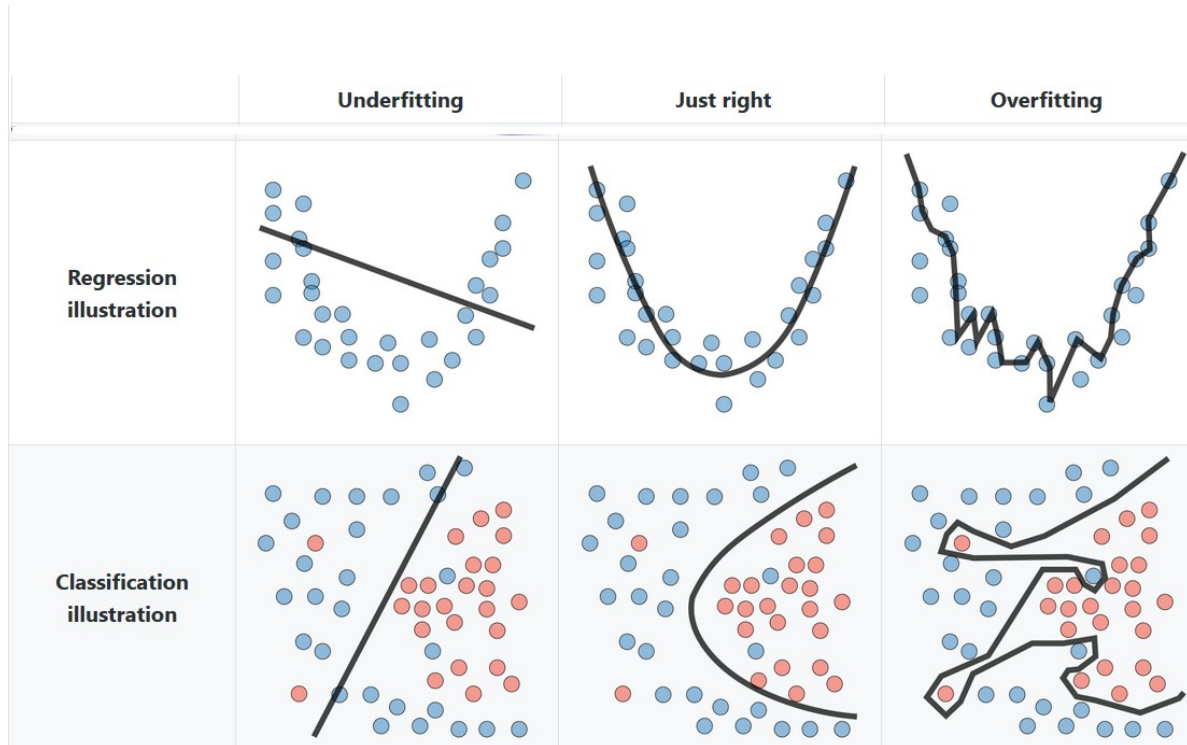 Underfitting
Just right
Overfitting
Regression
illustration
Classification
illustration